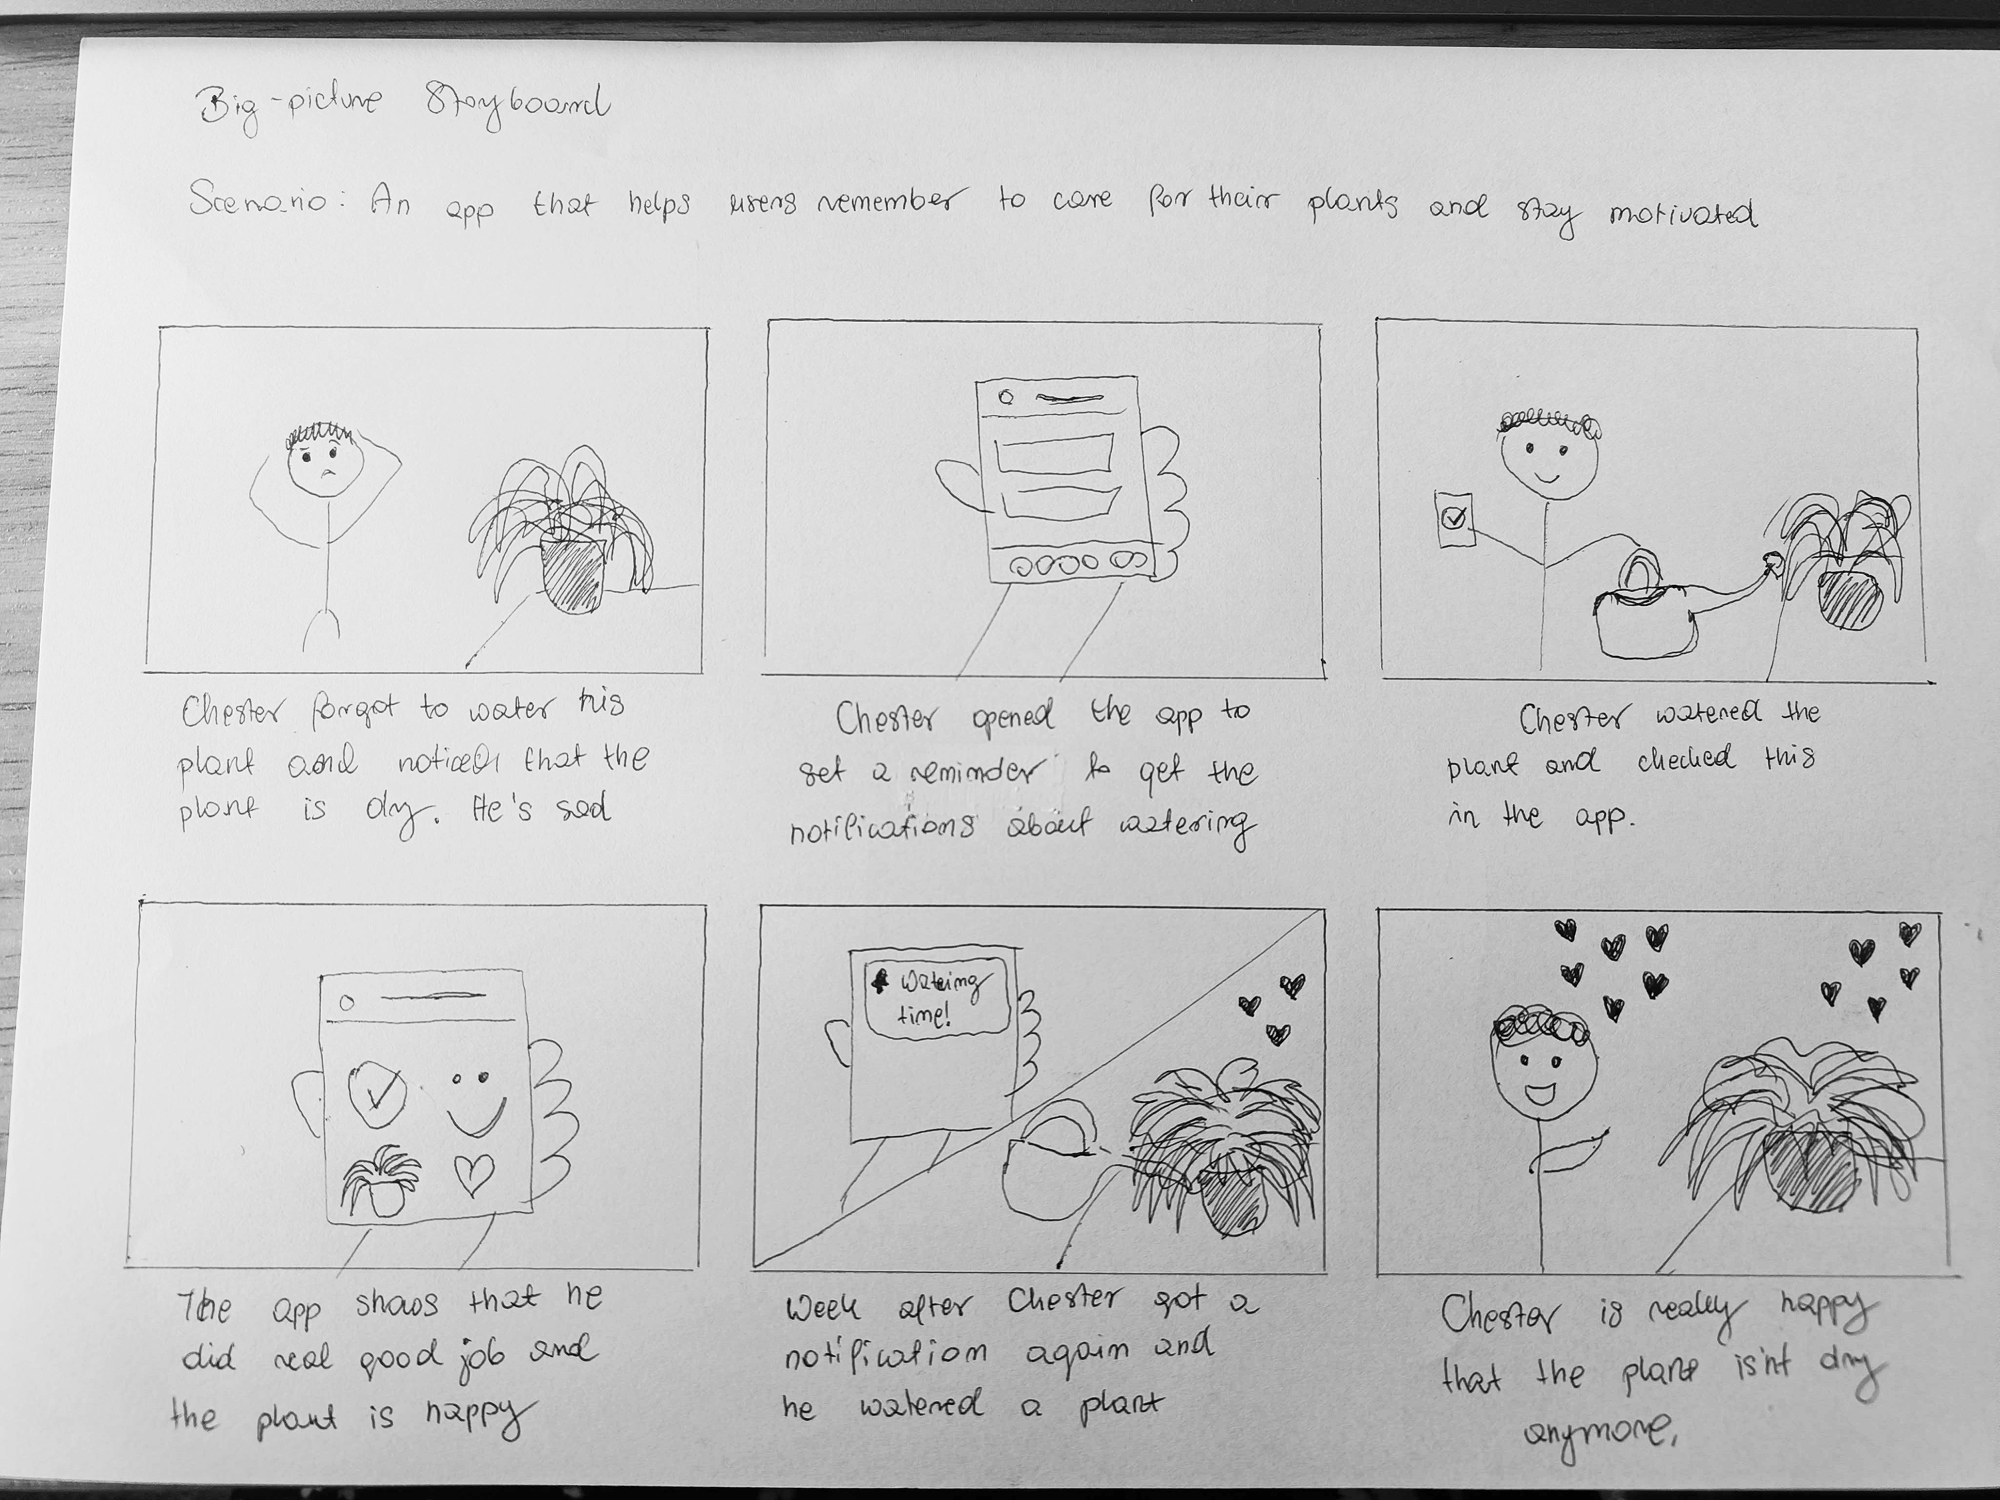 Big-picture Storyboard
Scenario: An app that helps users remember to care for their plants and stay motivated
Chester forgot to water his
plant and noticed that the
plant is dry. He's sad
Chester opened the app to
set a reminder to get the
notifications about watering
Chester watered the
plant and checked this
in the app.
The app shows that he
did real good job and
the plant is happy
Watering
time!
Week after Chester got a
notification again and
he watered a plant
Chester is really happy
that the plant isn't dry
anymore.